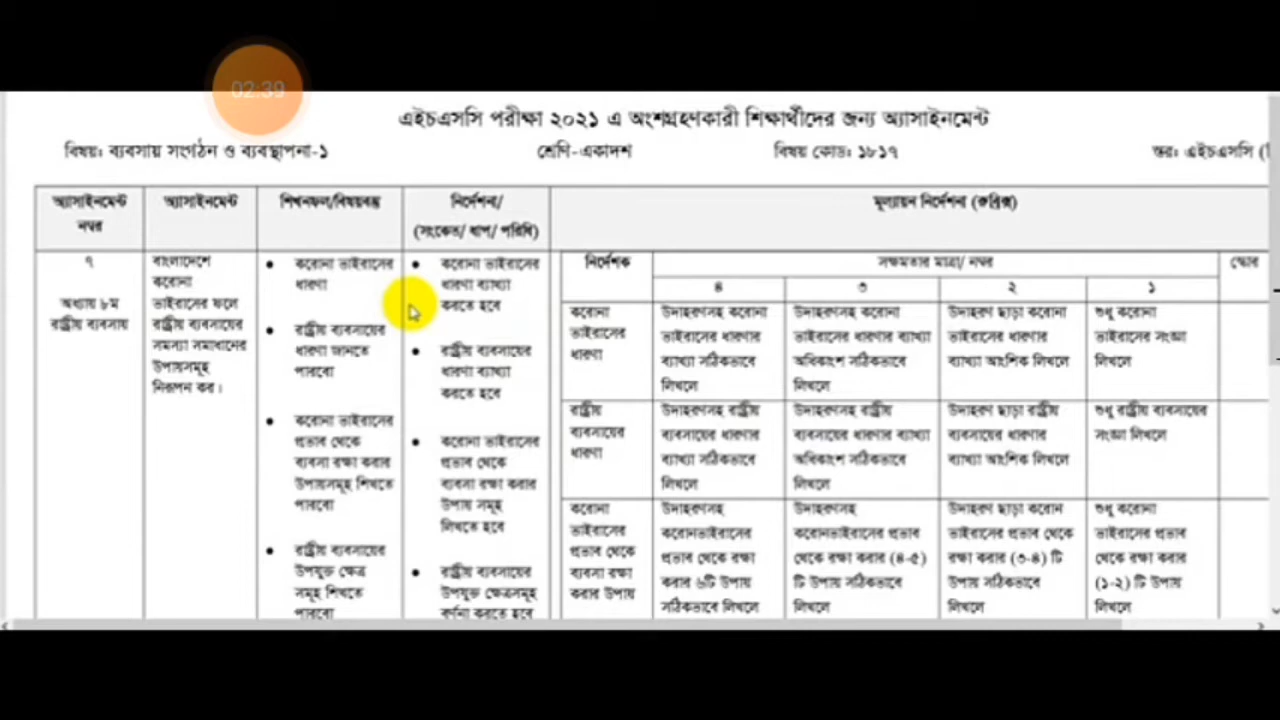 02:39
এইচএসসি পরীক্ষা ২০২১ এ অংশগ্রহণকারী শিক্ষার্থীদের জন্য অ্যাসাইনমেন্ট
বিষয়: ব্যবসায় সংগঠন ও ব্যবস্থাপনা-১
শ্রেণি-একাদশ
বিষয় কোড: ১৮১৭
স্তর: এইচএসসি
অ্যাসাইনমেন্ট
নম্বর
অ্যাসাইনমেন্ট
শিখনফল/বিষয়বস্তু
নির্দেশনা/
(সংকেত/ ধাপ/ পরিধি)
মূল্যায়ন নির্দেশনা (রুব্রিক্স)
৭
অধ্যায় ৮ম
রাষ্ট্রীয় ব্যবসায়
বাংলাদেশে
করোনা
ভাইরাসের ফলে
রাষ্ট্রীয় ব্যবসায়ের
সমস্যা সমাধানের
উপায়সমূহ
নিরূপন কর।
• করোনা ভাইরাসের
ধারণা
• রাষ্ট্রীয় ব্যবসায়ের
ধারণা জানতে
পারবো
• করোনা ভাইরাসের
প্রভাব থেকে
ব্যবসা রক্ষা করার
উপায়সমূহ শিখতে
পারবো
• রাষ্ট্রীয় ব্যবসায়ের
উপযুক্ত ক্ষেত্র
সমূহ শিখতে
পারবো
• করোনা ভাইরাসের
ধারণা ব্যাখ্যা
করতে হবে
• রাষ্ট্রীয় ব্যবসায়ের
ধারণা ব্যাখ্যা
করতে হবে
• করোনা ভাইরাসের
প্রভাব থেকে
ব্যবসা রক্ষা করার
উপায় সমূহ
লিখতে হবে
• রাষ্ট্রীয় ব্যবসায়ের
উপযুক্ত ক্ষেত্রসমূহ
বর্ণনা করতে হবে
নির্দেশক
সক্ষমতার মাত্রা/ নম্বর
স্কোর
৪
৩
২
১
করোনা
ভাইরাসের
ধারণা
উদাহরণসহ করোনা
ভাইরাসের ধারণার
ব্যাখ্যা সঠিকভাবে
লিখলে
উদাহরণসহ করোনা
ভাইরাসের ধারণার ব্যাখ্যা
অধিকাংশ সঠিকভাবে
লিখলে
উদাহরণ ছাড়া করোনা
ভাইরাসের ধারণার
ব্যাখ্যা আংশিক লিখলে
শুধু করোনা
ভাইরাসের সংজ্ঞা
লিখলে
রাষ্ট্রীয়
ব্যবসায়ের
ধারণা
উদাহরণসহ রাষ্ট্রীয়
ব্যবসায়ের ধারণার
ব্যাখ্যা সঠিকভাবে
লিখলে
উদাহরণসহ রাষ্ট্রীয়
ব্যবসায়ের ধারণার ব্যাখ্যা
অধিকাংশ সঠিকভাবে
লিখলে
উদাহরণ ছাড়া রাষ্ট্রীয়
ব্যবসায়ের ধারণার
ব্যাখ্যা আংশিক লিখলে
শুধু রাষ্ট্রীয় ব্যবসায়ের
সংজ্ঞা লিখলে
করোনা
ভাইরাসের
প্রভাব থেকে
ব্যবসা রক্ষা
করার উপায়
উদাহরণসহ
করোনভাইরাসের
প্রভাব থেকে রক্ষা
করার ৬টি উপায়
সঠিকভাবে লিখলে
উদাহরণসহ
করোনভাইরাসের প্রভাব
থেকে রক্ষা করার (৪-৫)
টি উপায় সঠিকভাবে
লিখলে
উদাহরণ ছাড়া করোন
ভাইরাসের প্রভাব থেকে
রক্ষা করার (৩-৪) টি
উপায় সঠিকভাবে
লিখলে
শুধু করোনা
ভাইরাসের প্রভাব
থেকে রক্ষা করার
(১-২) টি উপায়
লিখলে